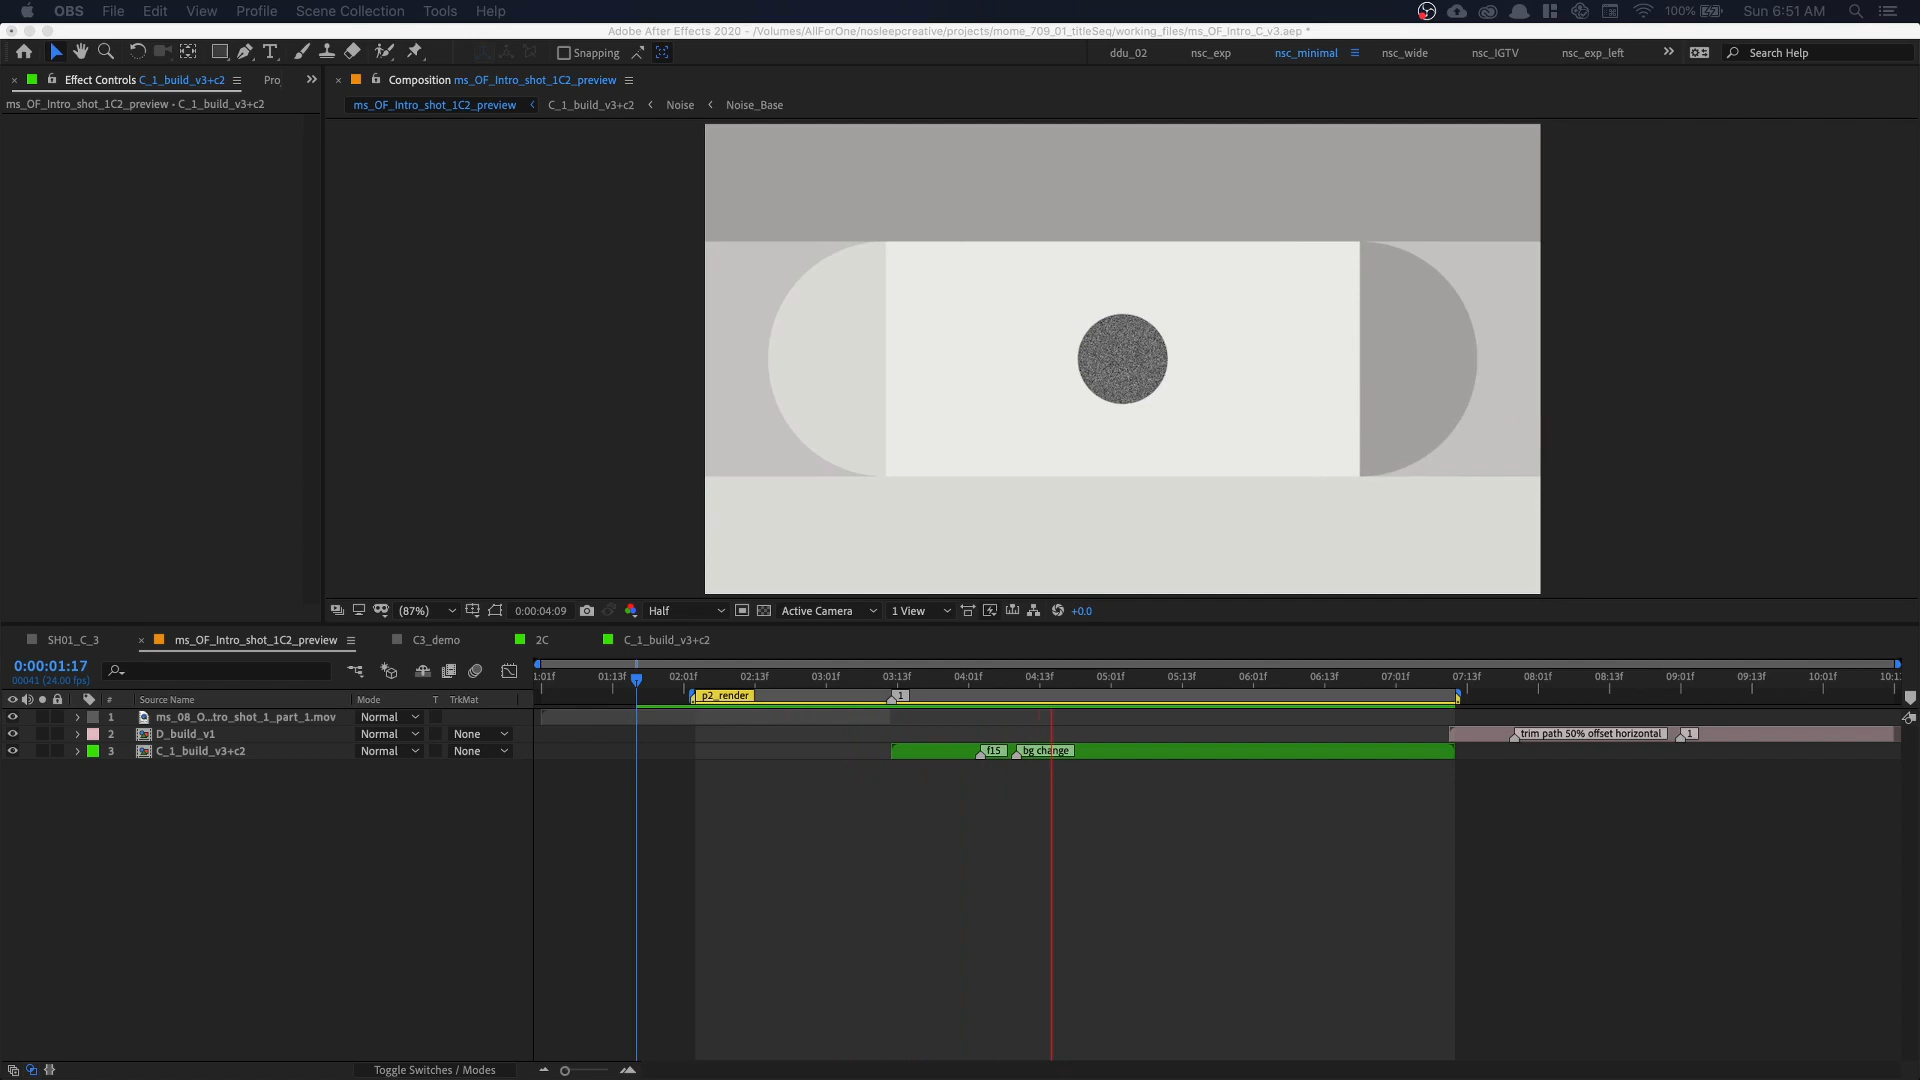 OBS File Edit View Profile Scene Collection Tools Help 100% Sun 6:51 AM
Adobe After Effects 2020 - /Volumes/AllForOne/nosleepcreative/projects/mome_709_01_titleSeq/working_files/ms_OF_Intro_C_v3.aep *
Snapping ddu_02 nsc_exp nsc_minimal nsc_wide nsc_IGTV nsc_exp_left Search Help
Effect Controls C_1_build_v3+c2 Pro Composition ms_OF_Intro_shot_1C2_preview
ms_OF_Intro_shot_1C2_preview • C_1_build_v3+c2 ms_OF_Intro_shot_1C2_preview C_1_build_v3+c2 Noise Noise_Base
(87%) 0:00:04:09 Half Active Camera 1 View +0.0
SH01_C_3 ms_OF_Intro_shot_1C2_preview C3_demo 2C C_1_build_v3+c2
0:00:01:17
00041 (24.00 fps)
:01f 01:13f 02:01f 02:13f 03:01f 03:13f 04:01f 04:13f 05:01f 05:13f 06:01f 06:13f 07:01f 07:13f 08:01f 08:13f 09:01f 09:13f 10:01f 10:1
# Source Name Mode T TrkMat p2_render 1
1 ms_08_O...tro_shot_1_part_1.mov Normal
2 D_build_v1 Normal None trim path 50% offset horizontal 1
3 C_1_build_v3+c2 Normal None f15 bg change
Toggle Switches / Modes